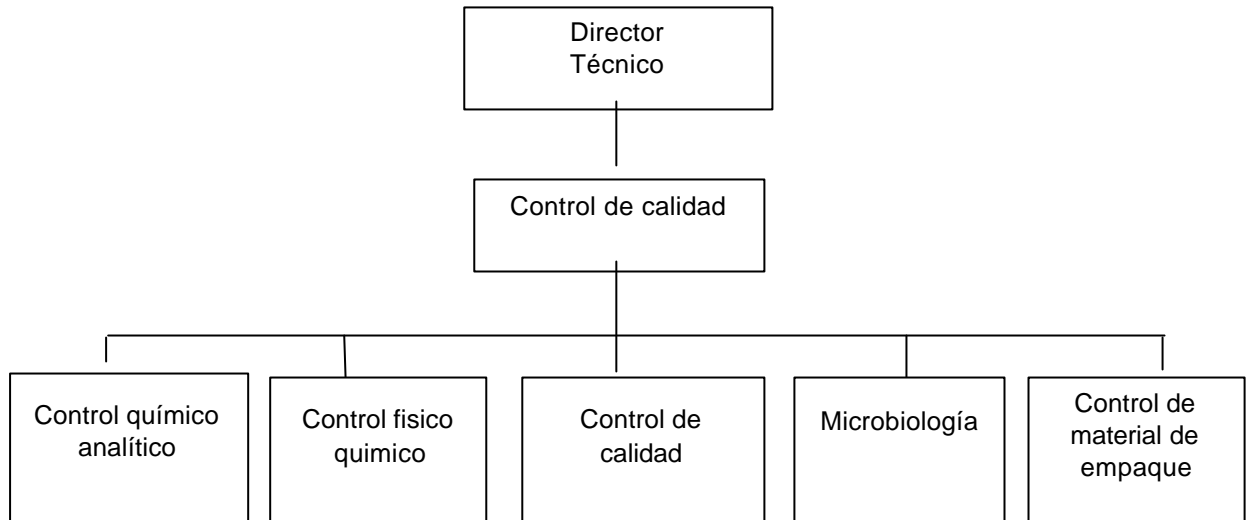 Director
Técnico
Control de calidad
Control químico
analítico
Control fisico
quimico
Control de
calidad
Microbiología
Control de
material de
empaque